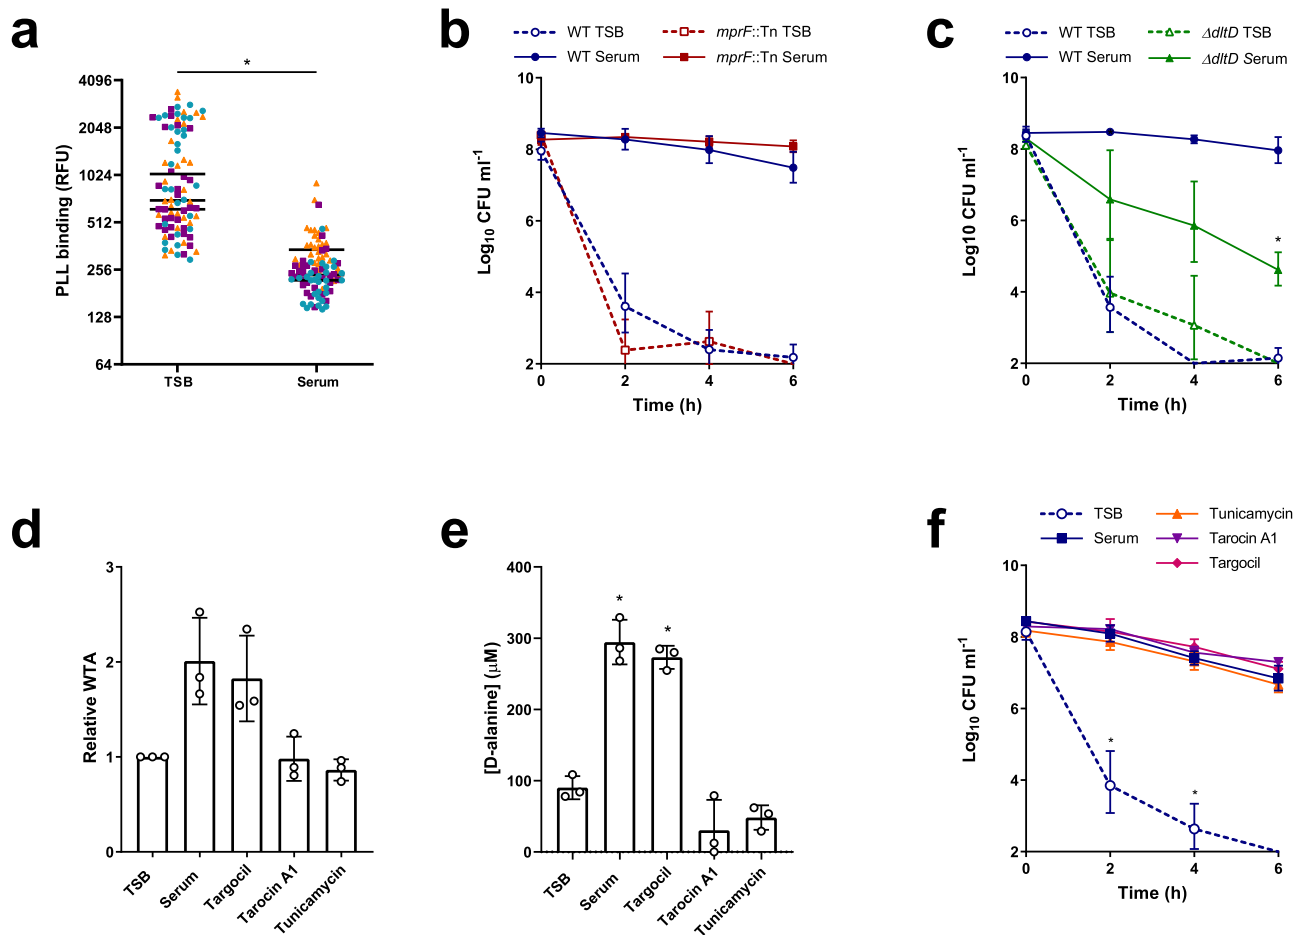 a
*
PLL binding (RFU)
4096
2048
1024
512
256
128
64
TSB
Serum
b
WT TSB
WT Serum
mprF::Tn TSB
mprF::Tn Serum
Log10 CFU ml-1
10
8
6
4
2
0
2
4
6
Time (h)
c
WT TSB
WT Serum
ΔdltD TSB
ΔdltD Serum
Log10 CFU ml-1
10
8
6
4
2
*
0
2
4
6
Time (h)
d
Relative WTA
3
2
1
0
TSB
Serum
Targocil
Tarocin A1
Tunicamycin
e
[D-alanine] (μM)
400
300
200
100
0
*
*
TSB
Serum
Targocil
Tarocin A1
Tunicamycin
f
TSB
Serum
Tunicamycin
Tarocin A1
Targocil
Log10 CFU ml-1
10
8
6
4
2
*
*
0
2
4
6
Time (h)